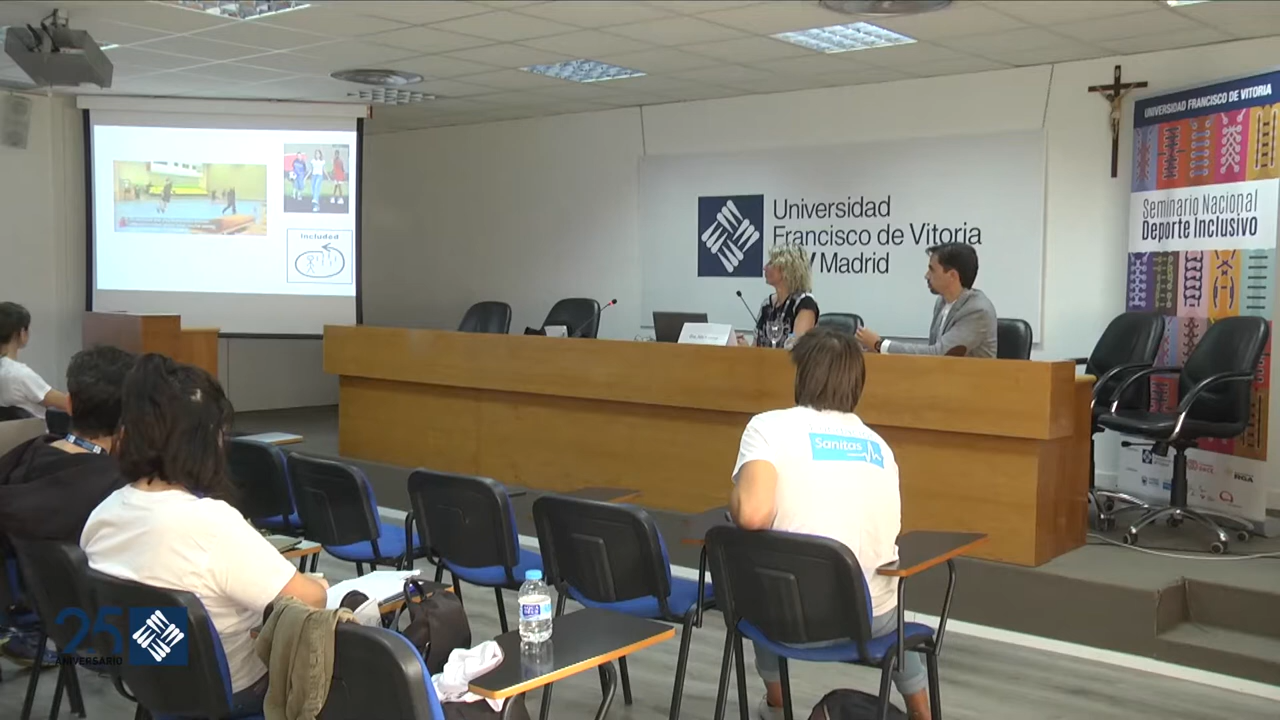 Included
Universidad
Francisco de Vitoria
V Madrid
UNIVERSIDAD FRANCISCO DE VITORIA
Seminario Nacional
Deporte Inclusivo
Sanitas
25
ANIVERSARIO